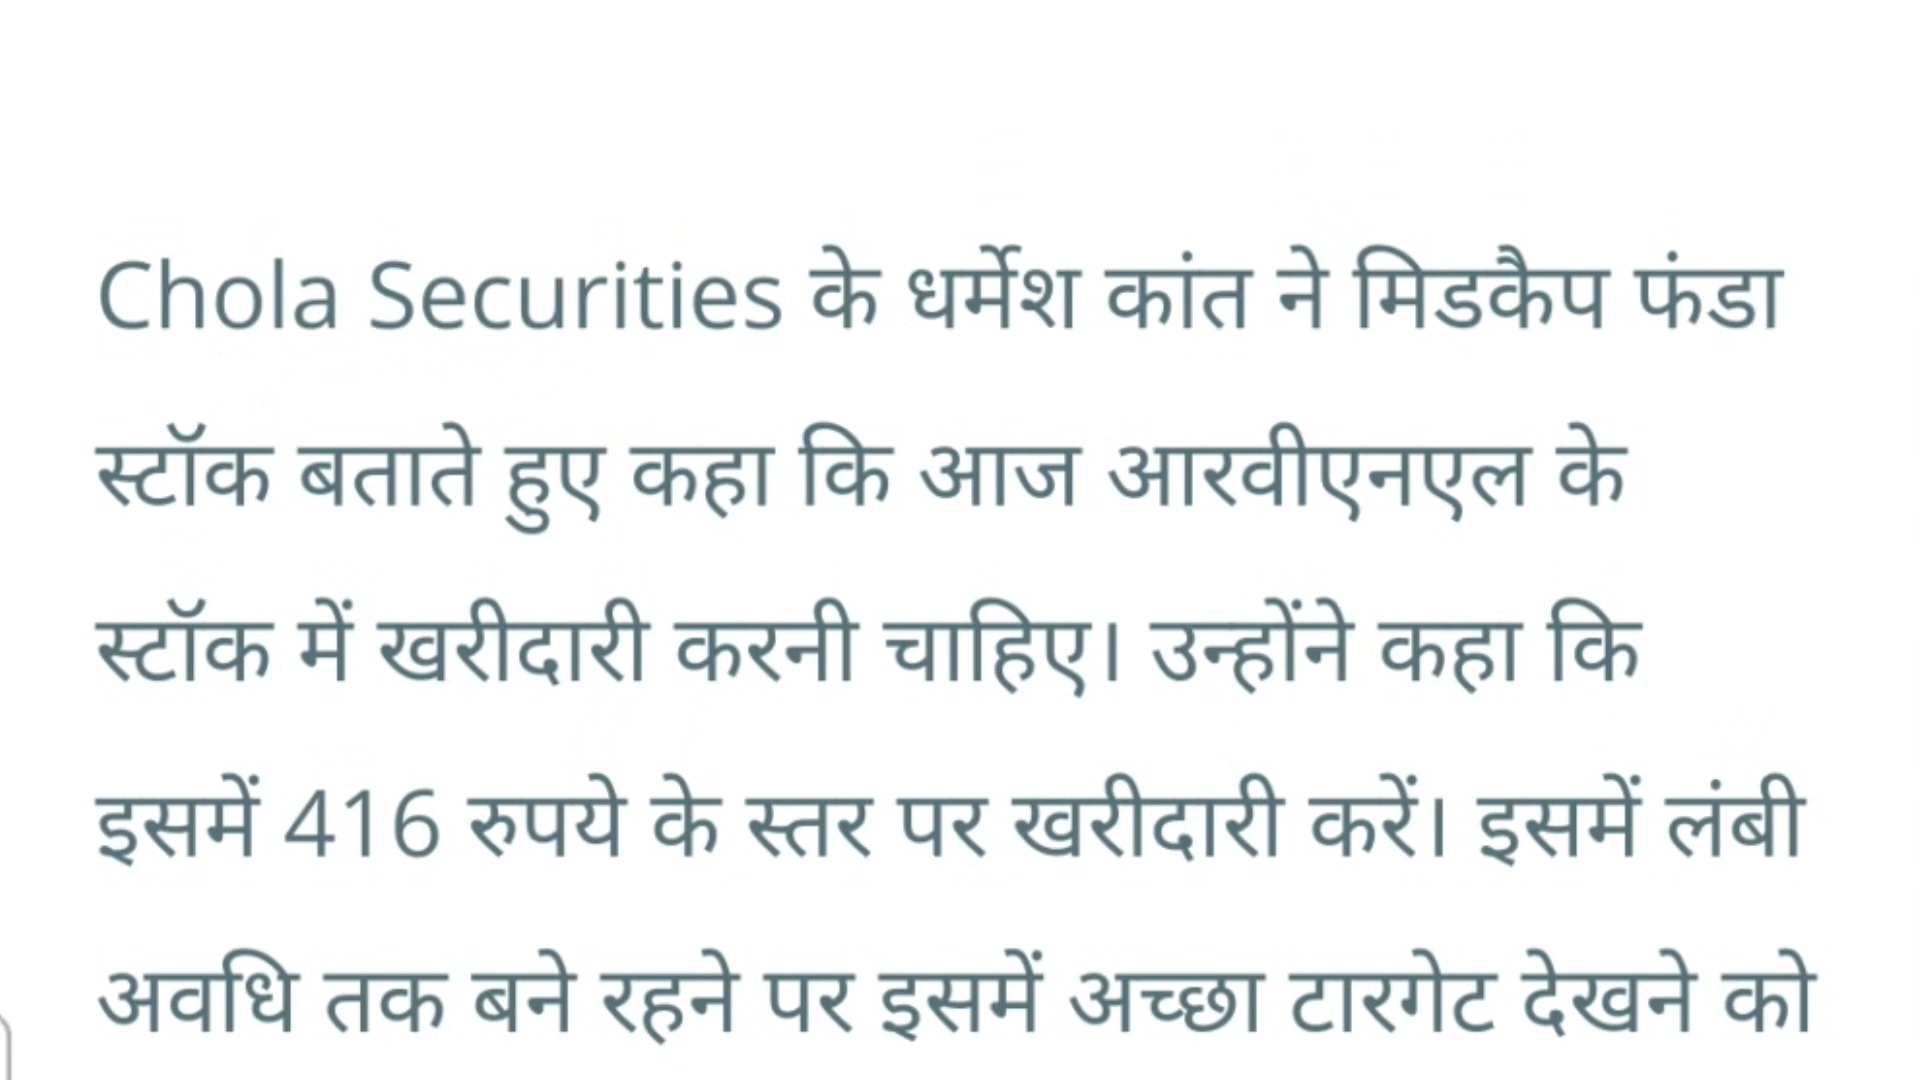 Chola Securities के धर्मेश कांत ने मिडकैप फंडा
स्टॉक बताते हुए कहा कि आज आरवीएनएल के
स्टॉक में खरीदारी करनी चाहिए। उन्होंने कहा कि
इसमें 416 रुपये के स्तर पर खरीदारी करें। इसमें लंबी
अवधि तक बने रहने पर इसमें अच्छा टारगेट देखने को